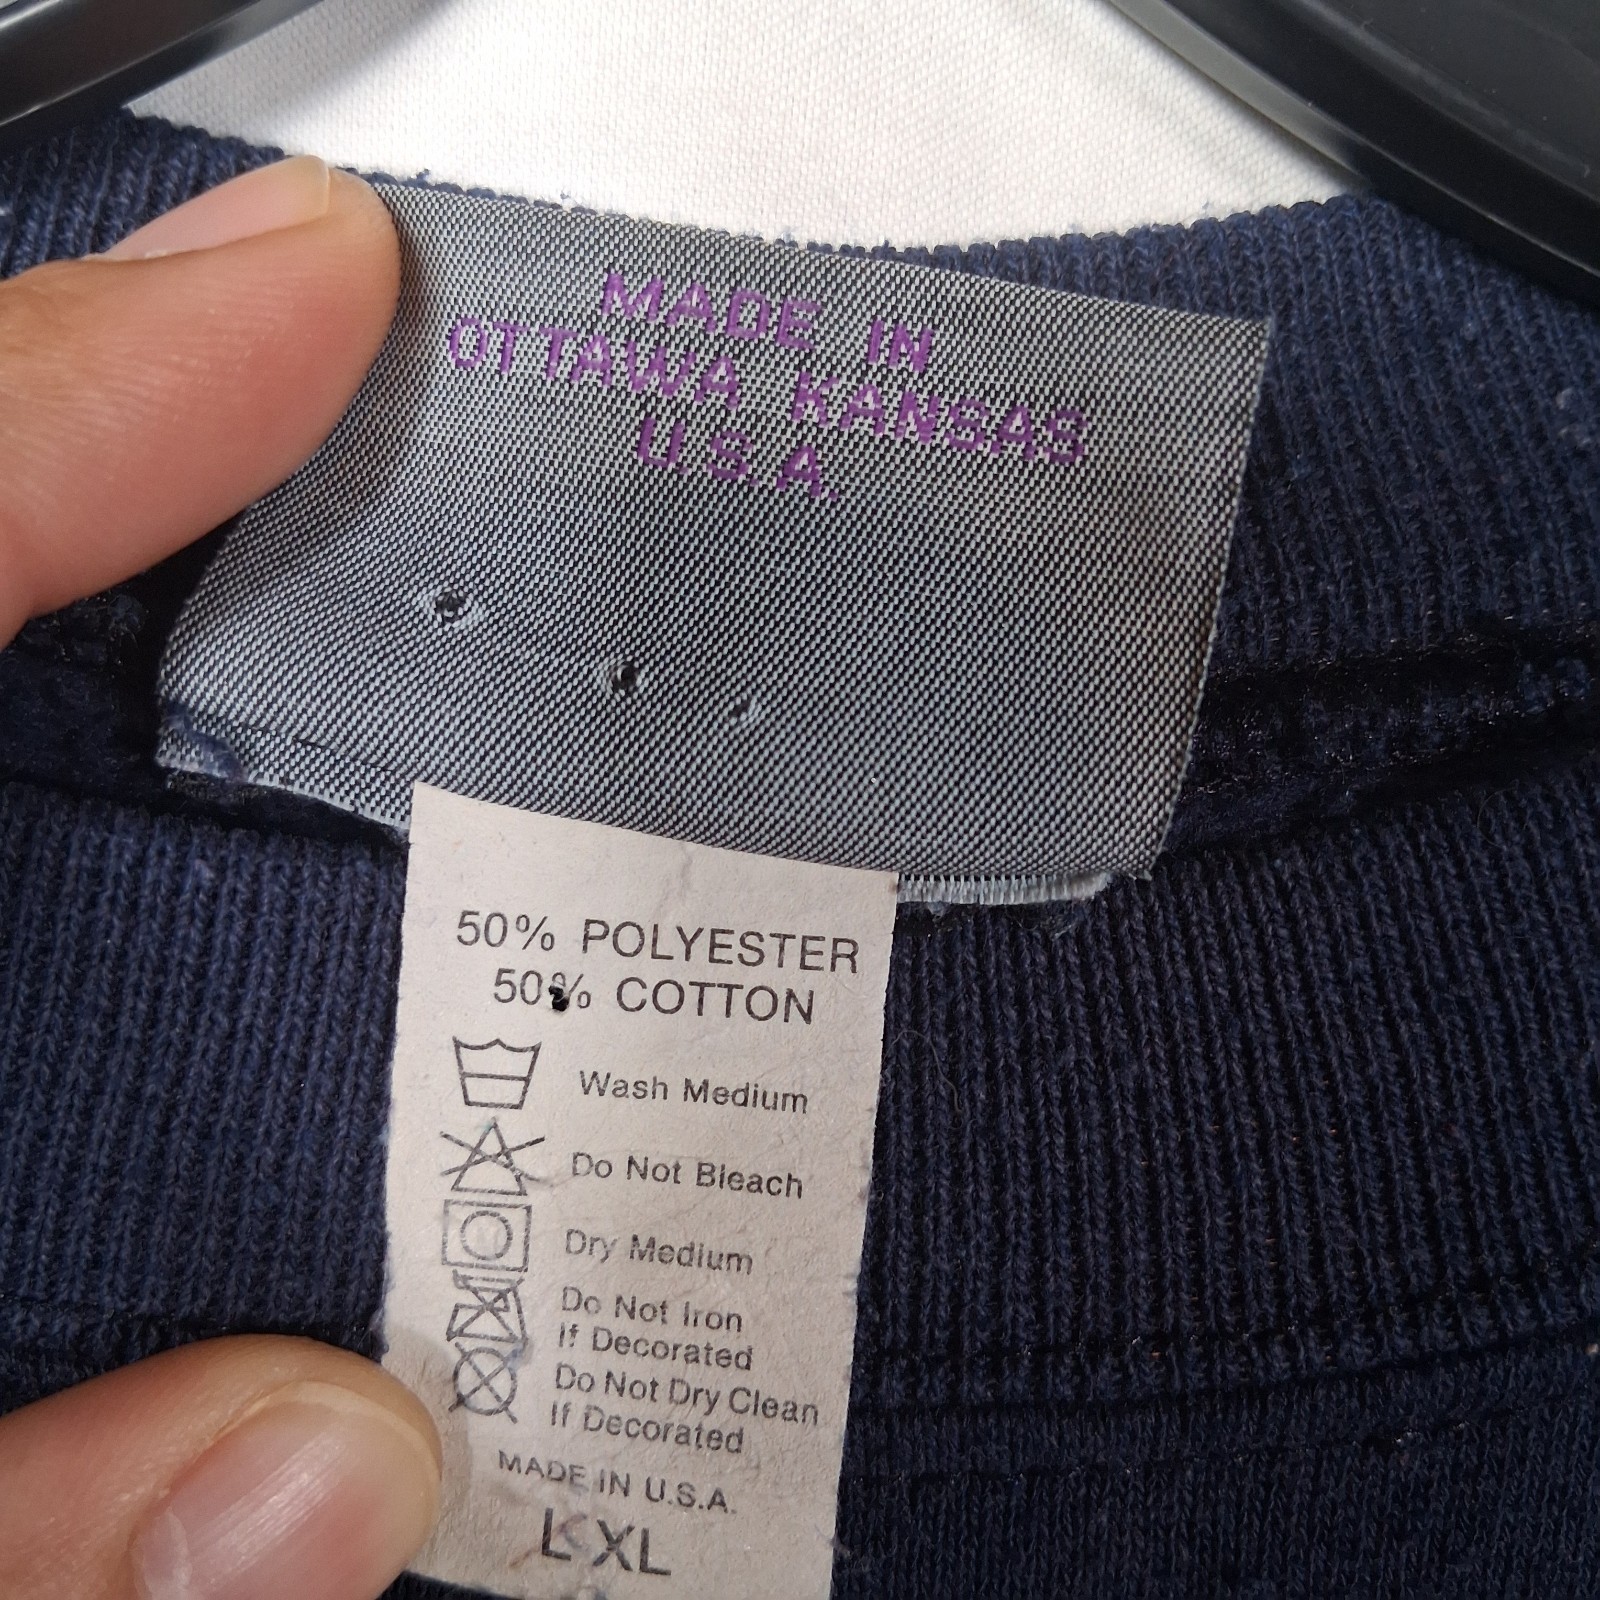 MADE IN
OTTAWA KANSAS
U.S.A.
50% POLYESTER
50% COTTON
Wash Medium
Do Not Bleach
Dry Medium
Do Not Iron
If Decorated
Do Not Dry Clean
If Decorated
MADE IN U.S.A.
L XL